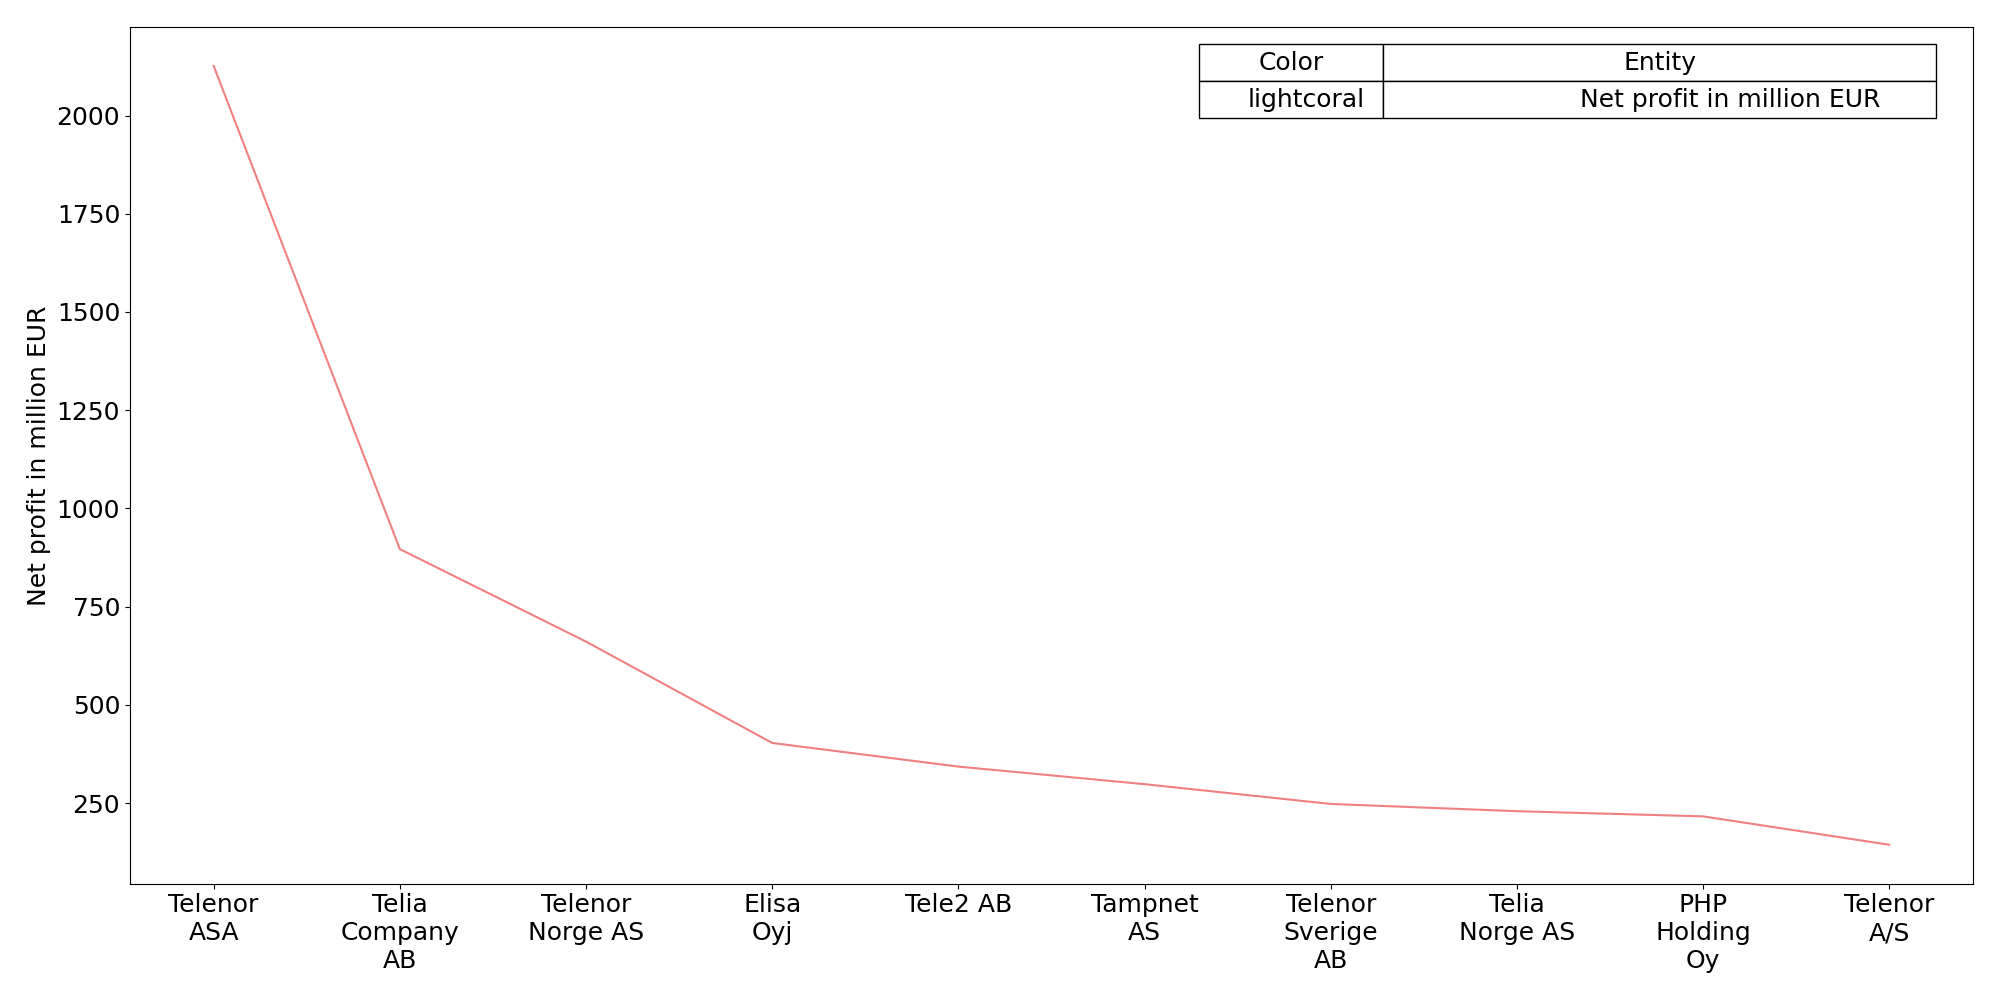 Color Entity
lightcoral Net profit in million EUR
Net profit in million EUR
2000
1750
1500
1250
1000
750
500
250
Telenor ASA
Telia Company AB
Telenor Norge AS
Elisa Oyj
Tele2 AB
Tampnet AS
Telenor Sverige AB
Telia Norge AS
PHP Holding Oy
Telenor A/S